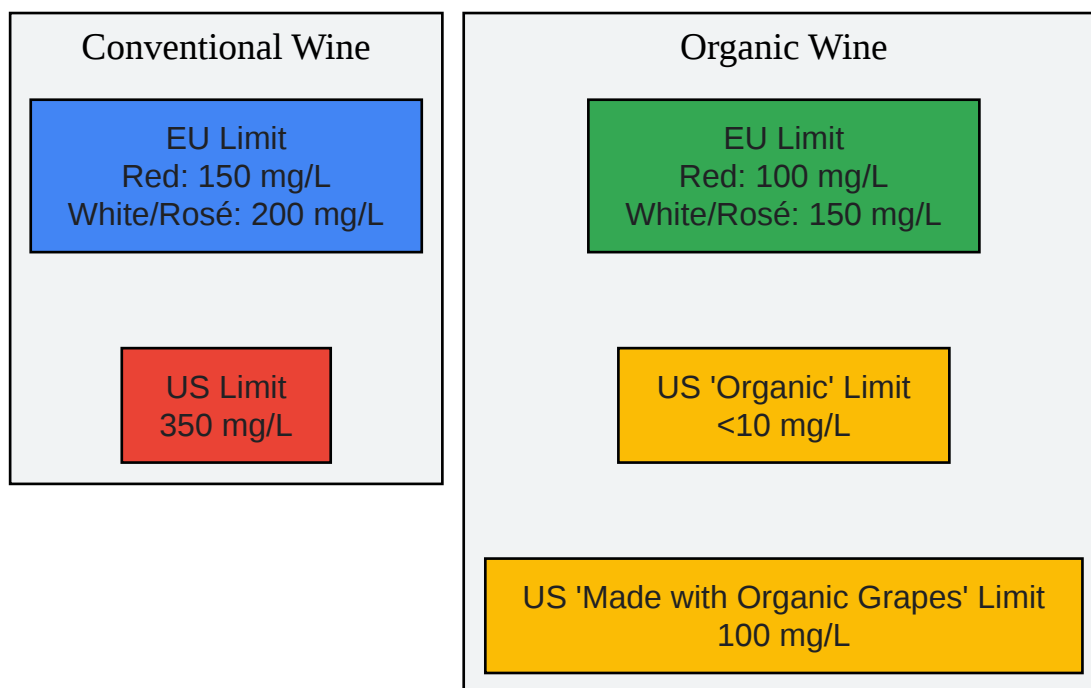 Conventional Wine
EU Limit
Red: 150 mg/L
White/Rosé: 200 mg/L
US Limit
350 mg/L
Organic Wine
EU Limit
Red: 100 mg/L
White/Rosé: 150 mg/L
US 'Organic' Limit
<10 mg/L
US 'Made with Organic Grapes' Limit
100 mg/L